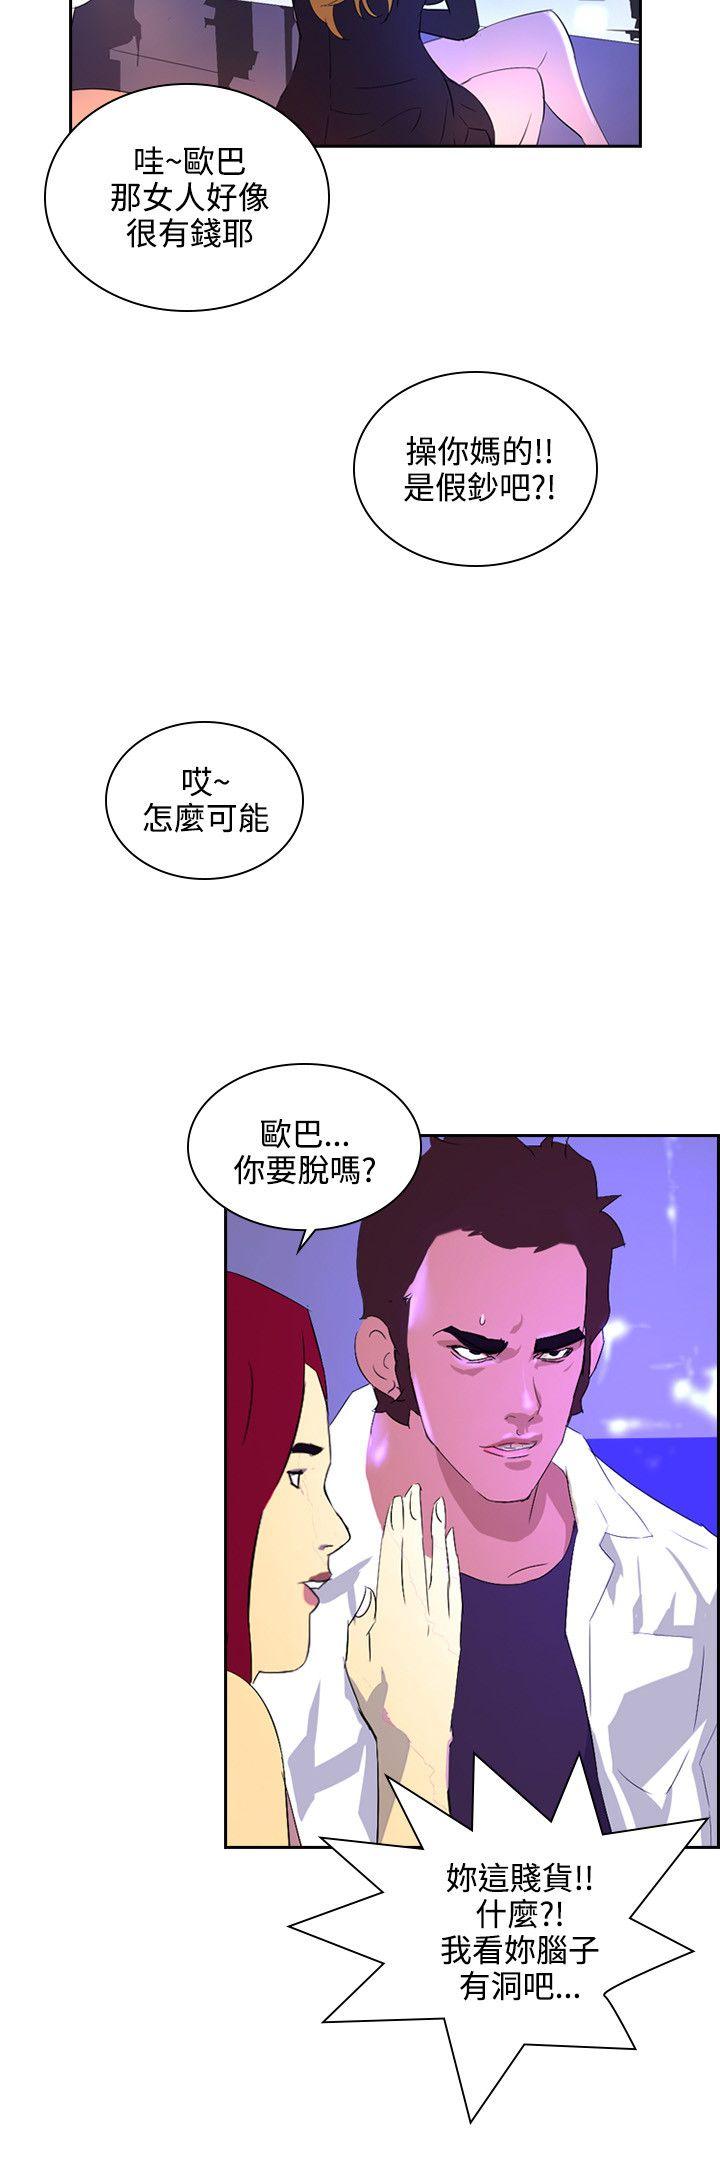 哇~歐巴
那女人好像
很有錢耶
操你媽的!!
是假鈔吧?!
哎~
怎麼可能
歐巴...
你要脫嗎?
妳這賤貨!!
什麼?!
我看妳腦子
有洞吧...